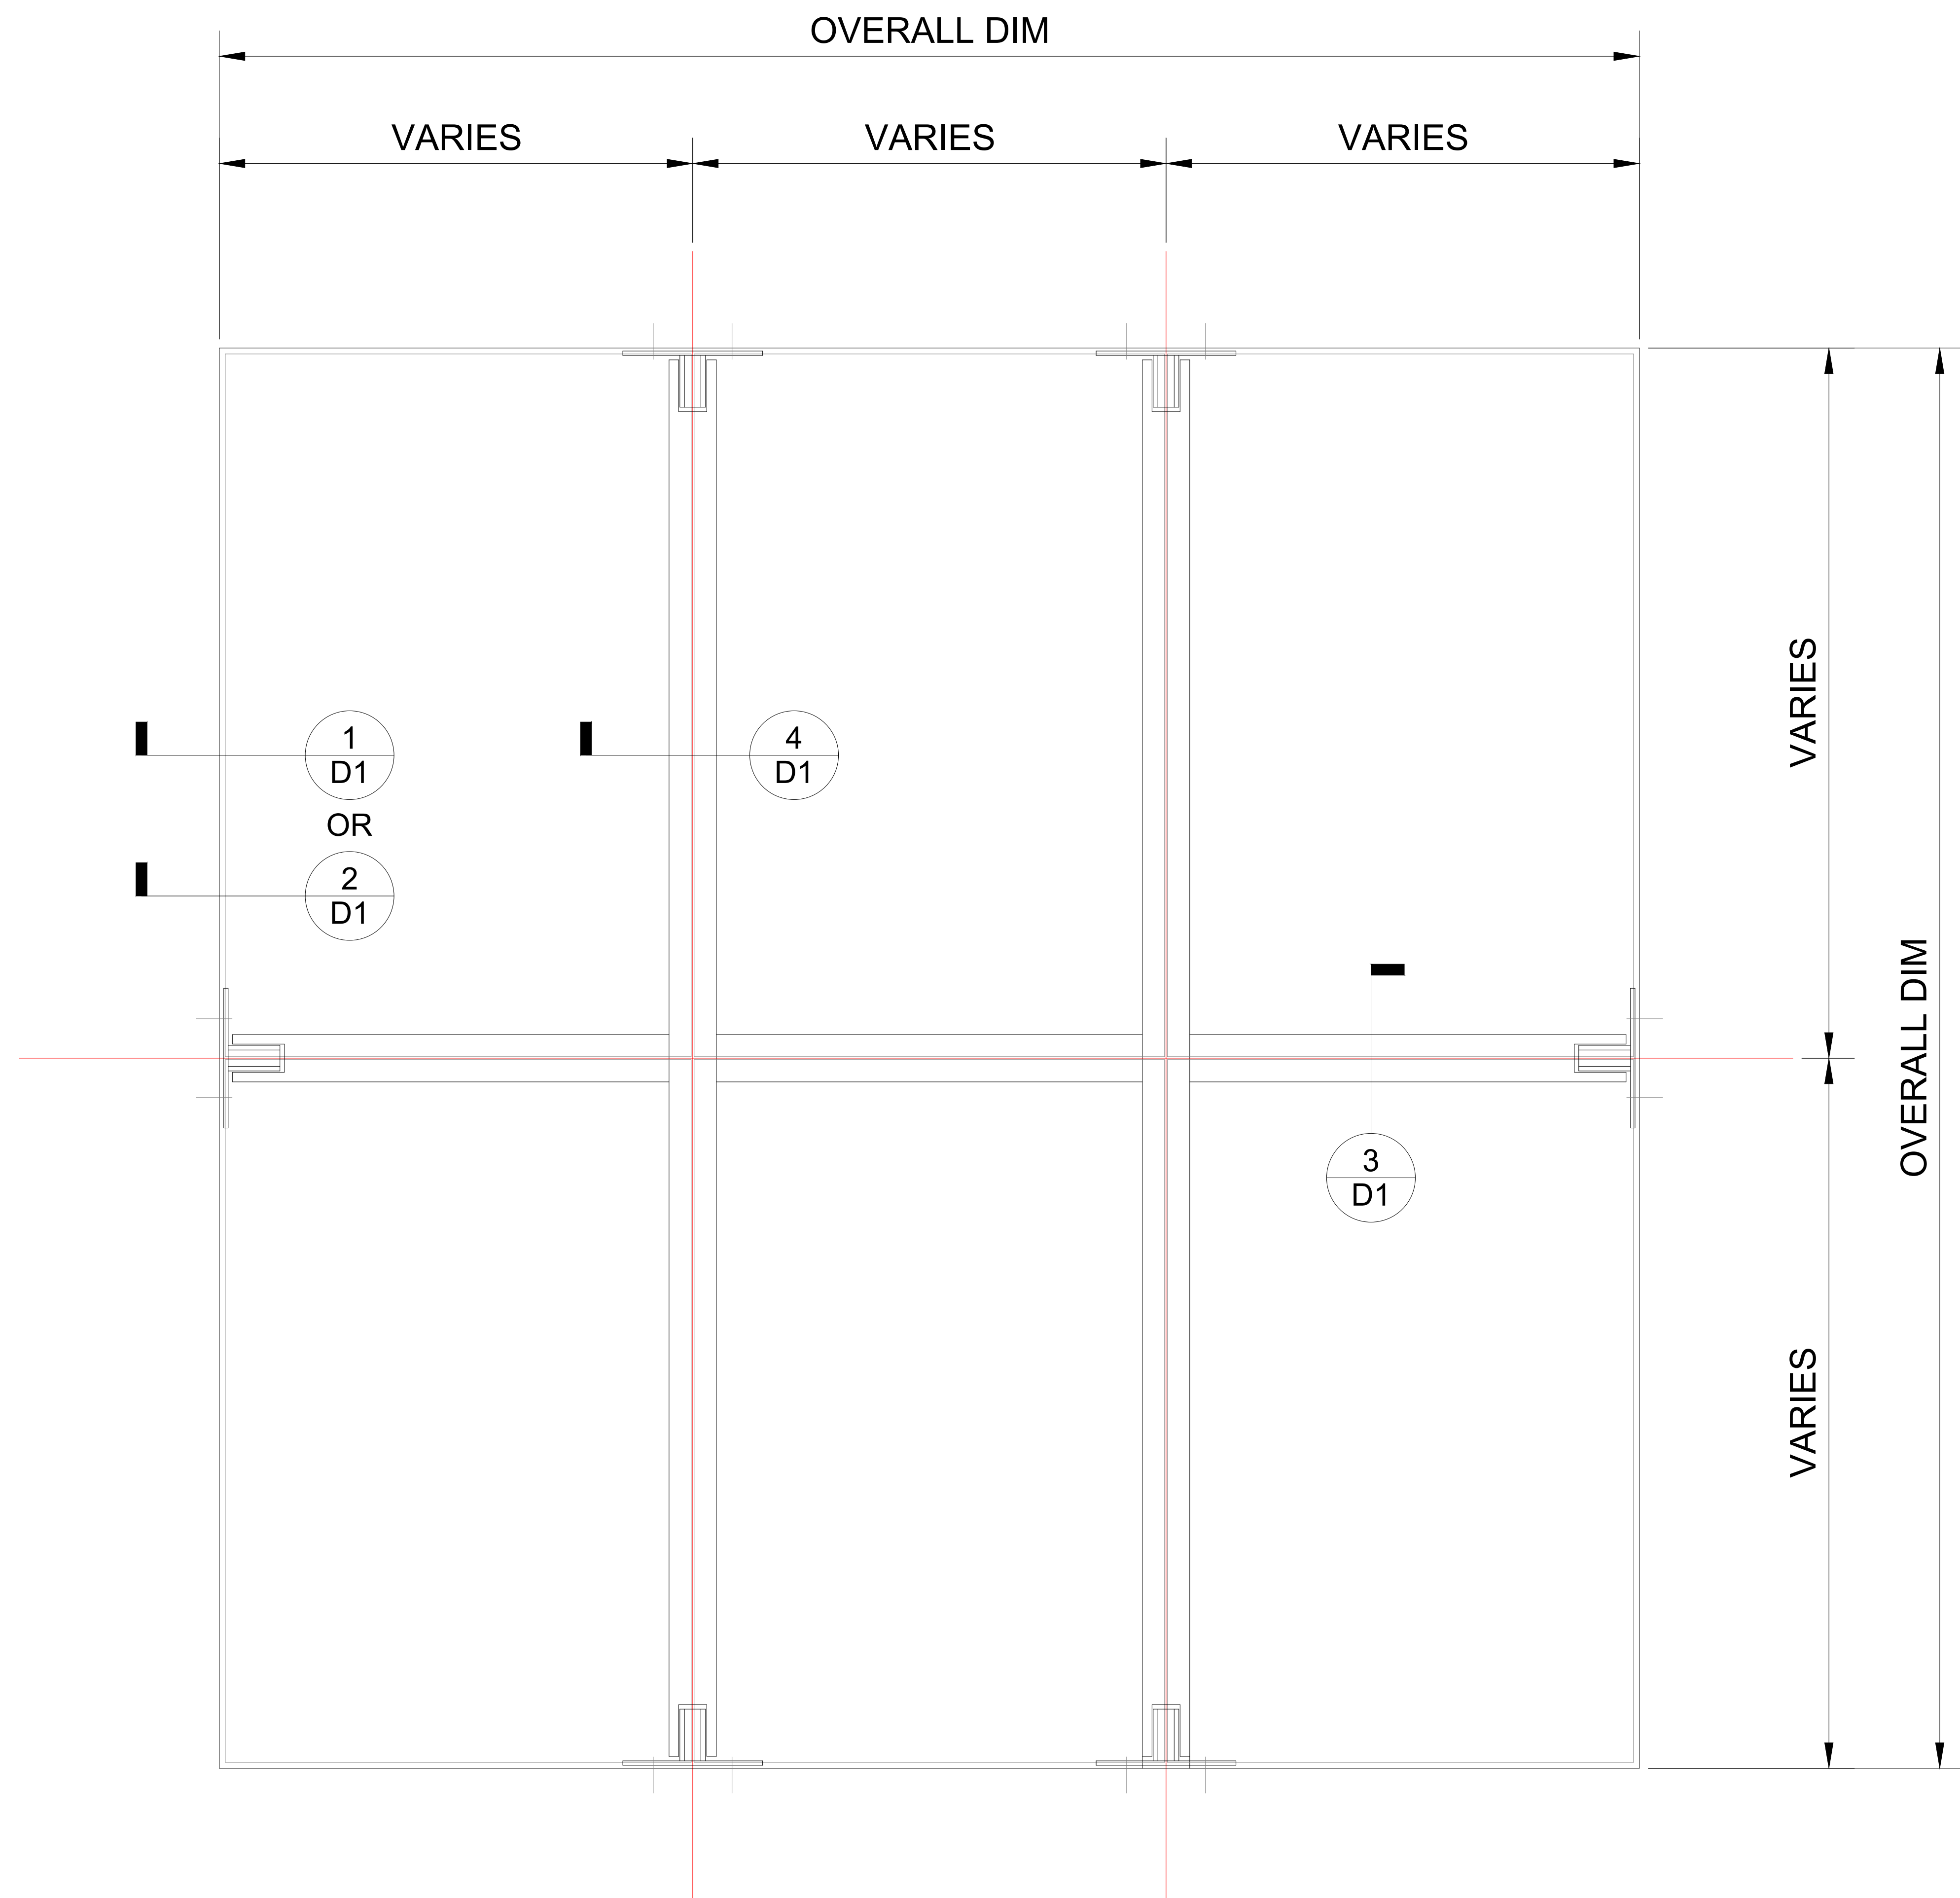 OVERALL DIM
VARIES VARIES VARIES
VARIES
1
D1
4
D1
OR
2
D1
OVERALL DIM
3
D1
VARIES